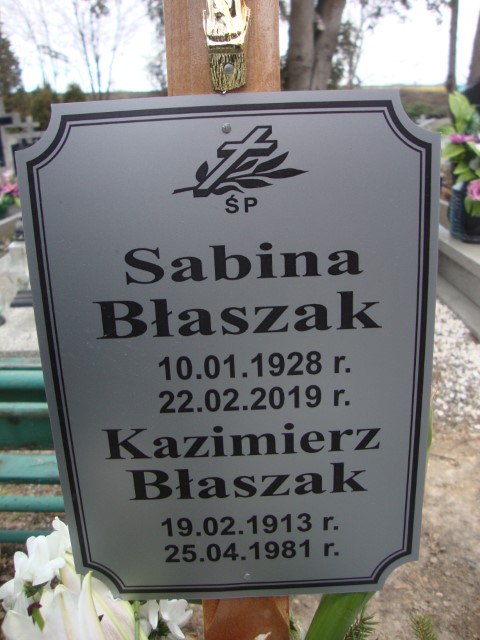 ŚP
Sabina
Błaszak
10.01.1928 r.
22.02.2019 r.
Kazimierz
Błaszak
19.02.1913 r.
25.04.1981 r.